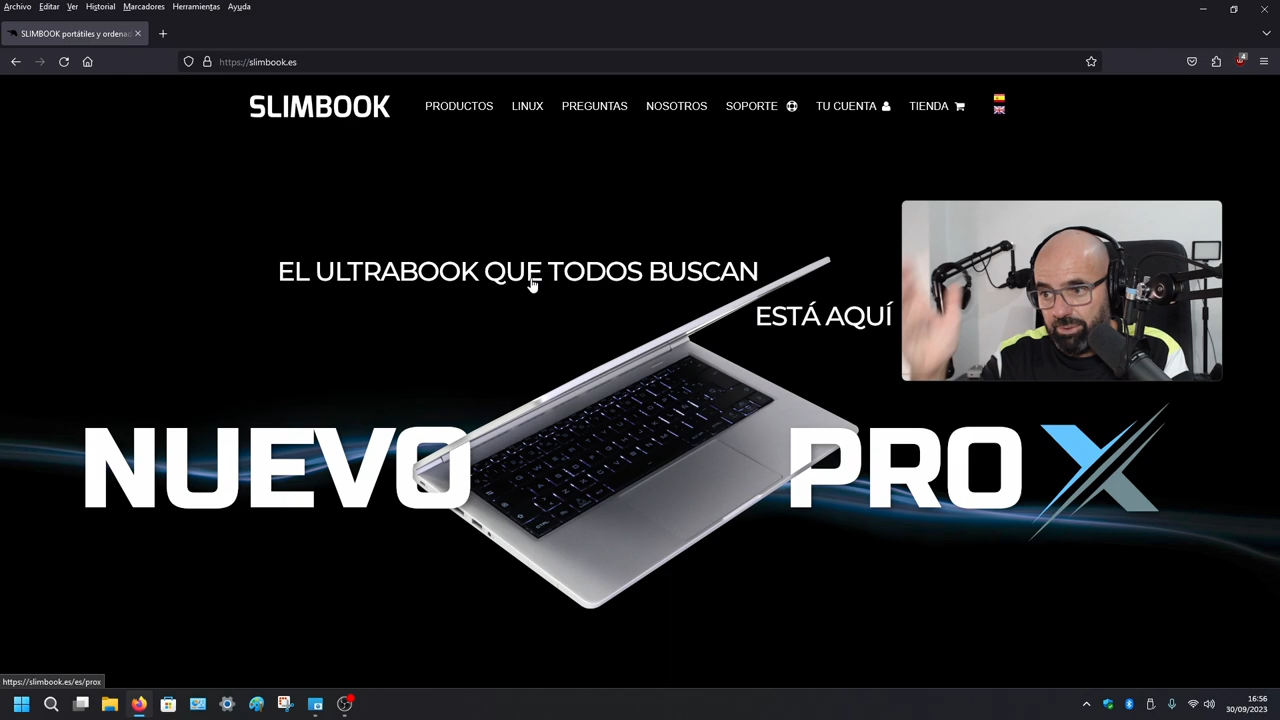 Archivo Editar Ver Historial Marcadores Herramientas Ayuda
SLIMBOOK portátiles y ordenad
https://slimbook.es
4
SLIMBOOK
PRODUCTOS LINUX PREGUNTAS NOSOTROS SOPORTE TU CUENTA TIENDA
EL ULTRABOOK QUE TODOS BUSCAN
ESTÁ AQUÍ
NUEVO PRO X
https://slimbook.es/es/prox
16:56
30/09/2023